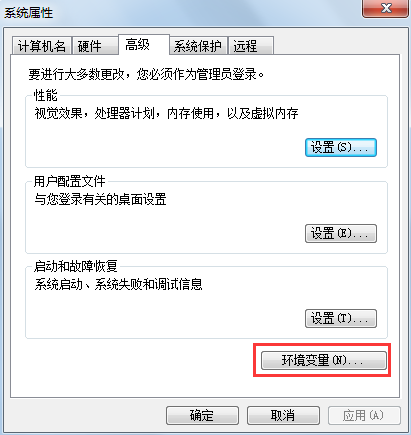 系统属性
计算机名 硬件 高级 系统保护 远程
要进行大多数更改，您必须作为管理员登录。
性能
视觉效果，处理器计划，内存使用，以及虚拟内存
设置(S)...
用户配置文件
与您登录有关的桌面设置
设置(E)...
启动和故障恢复
系统启动、系统失败和调试信息
设置(T)...
环境变量(N)...
确定 取消 应用(A)